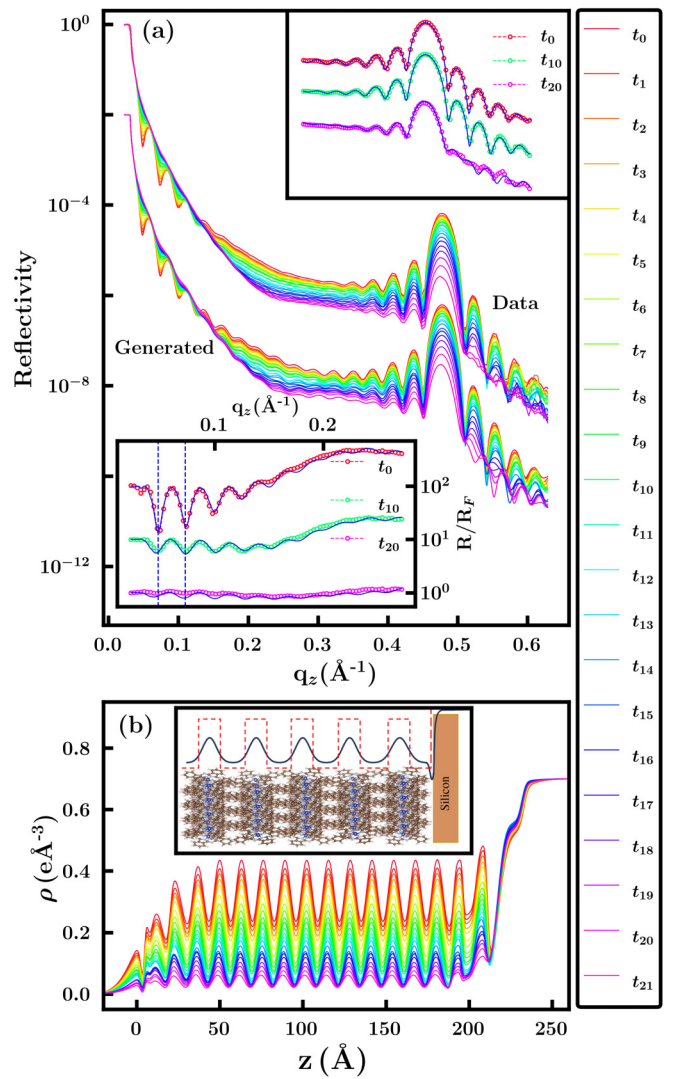 (a)
Reflectivity
10⁰
10⁻⁴
10⁻⁸
10⁻¹²
t₀
t₁₀
t₂₀
Data
Generated
q_z(Å⁻¹)
0.1
0.2
t₀
t₁₀
t₂₀
10²
10¹
10⁰
R/R_F
0.0
0.1
0.2
0.3
0.4
0.5
0.6
q_z(Å⁻¹)
(b)
ρ(eÅ⁻³)
0.8
0.6
0.4
0.2
0.0
Silicon
0
50
100
150
200
250
z (Å)
t₀
t₁
t₂
t₃
t₄
t₅
t₆
t₇
t₈
t₉
t₁₀
t₁₁
t₁₂
t₁₃
t₁₄
t₁₅
t₁₆
t₁₇
t₁₈
t₁₉
t₂₀
t₂₁